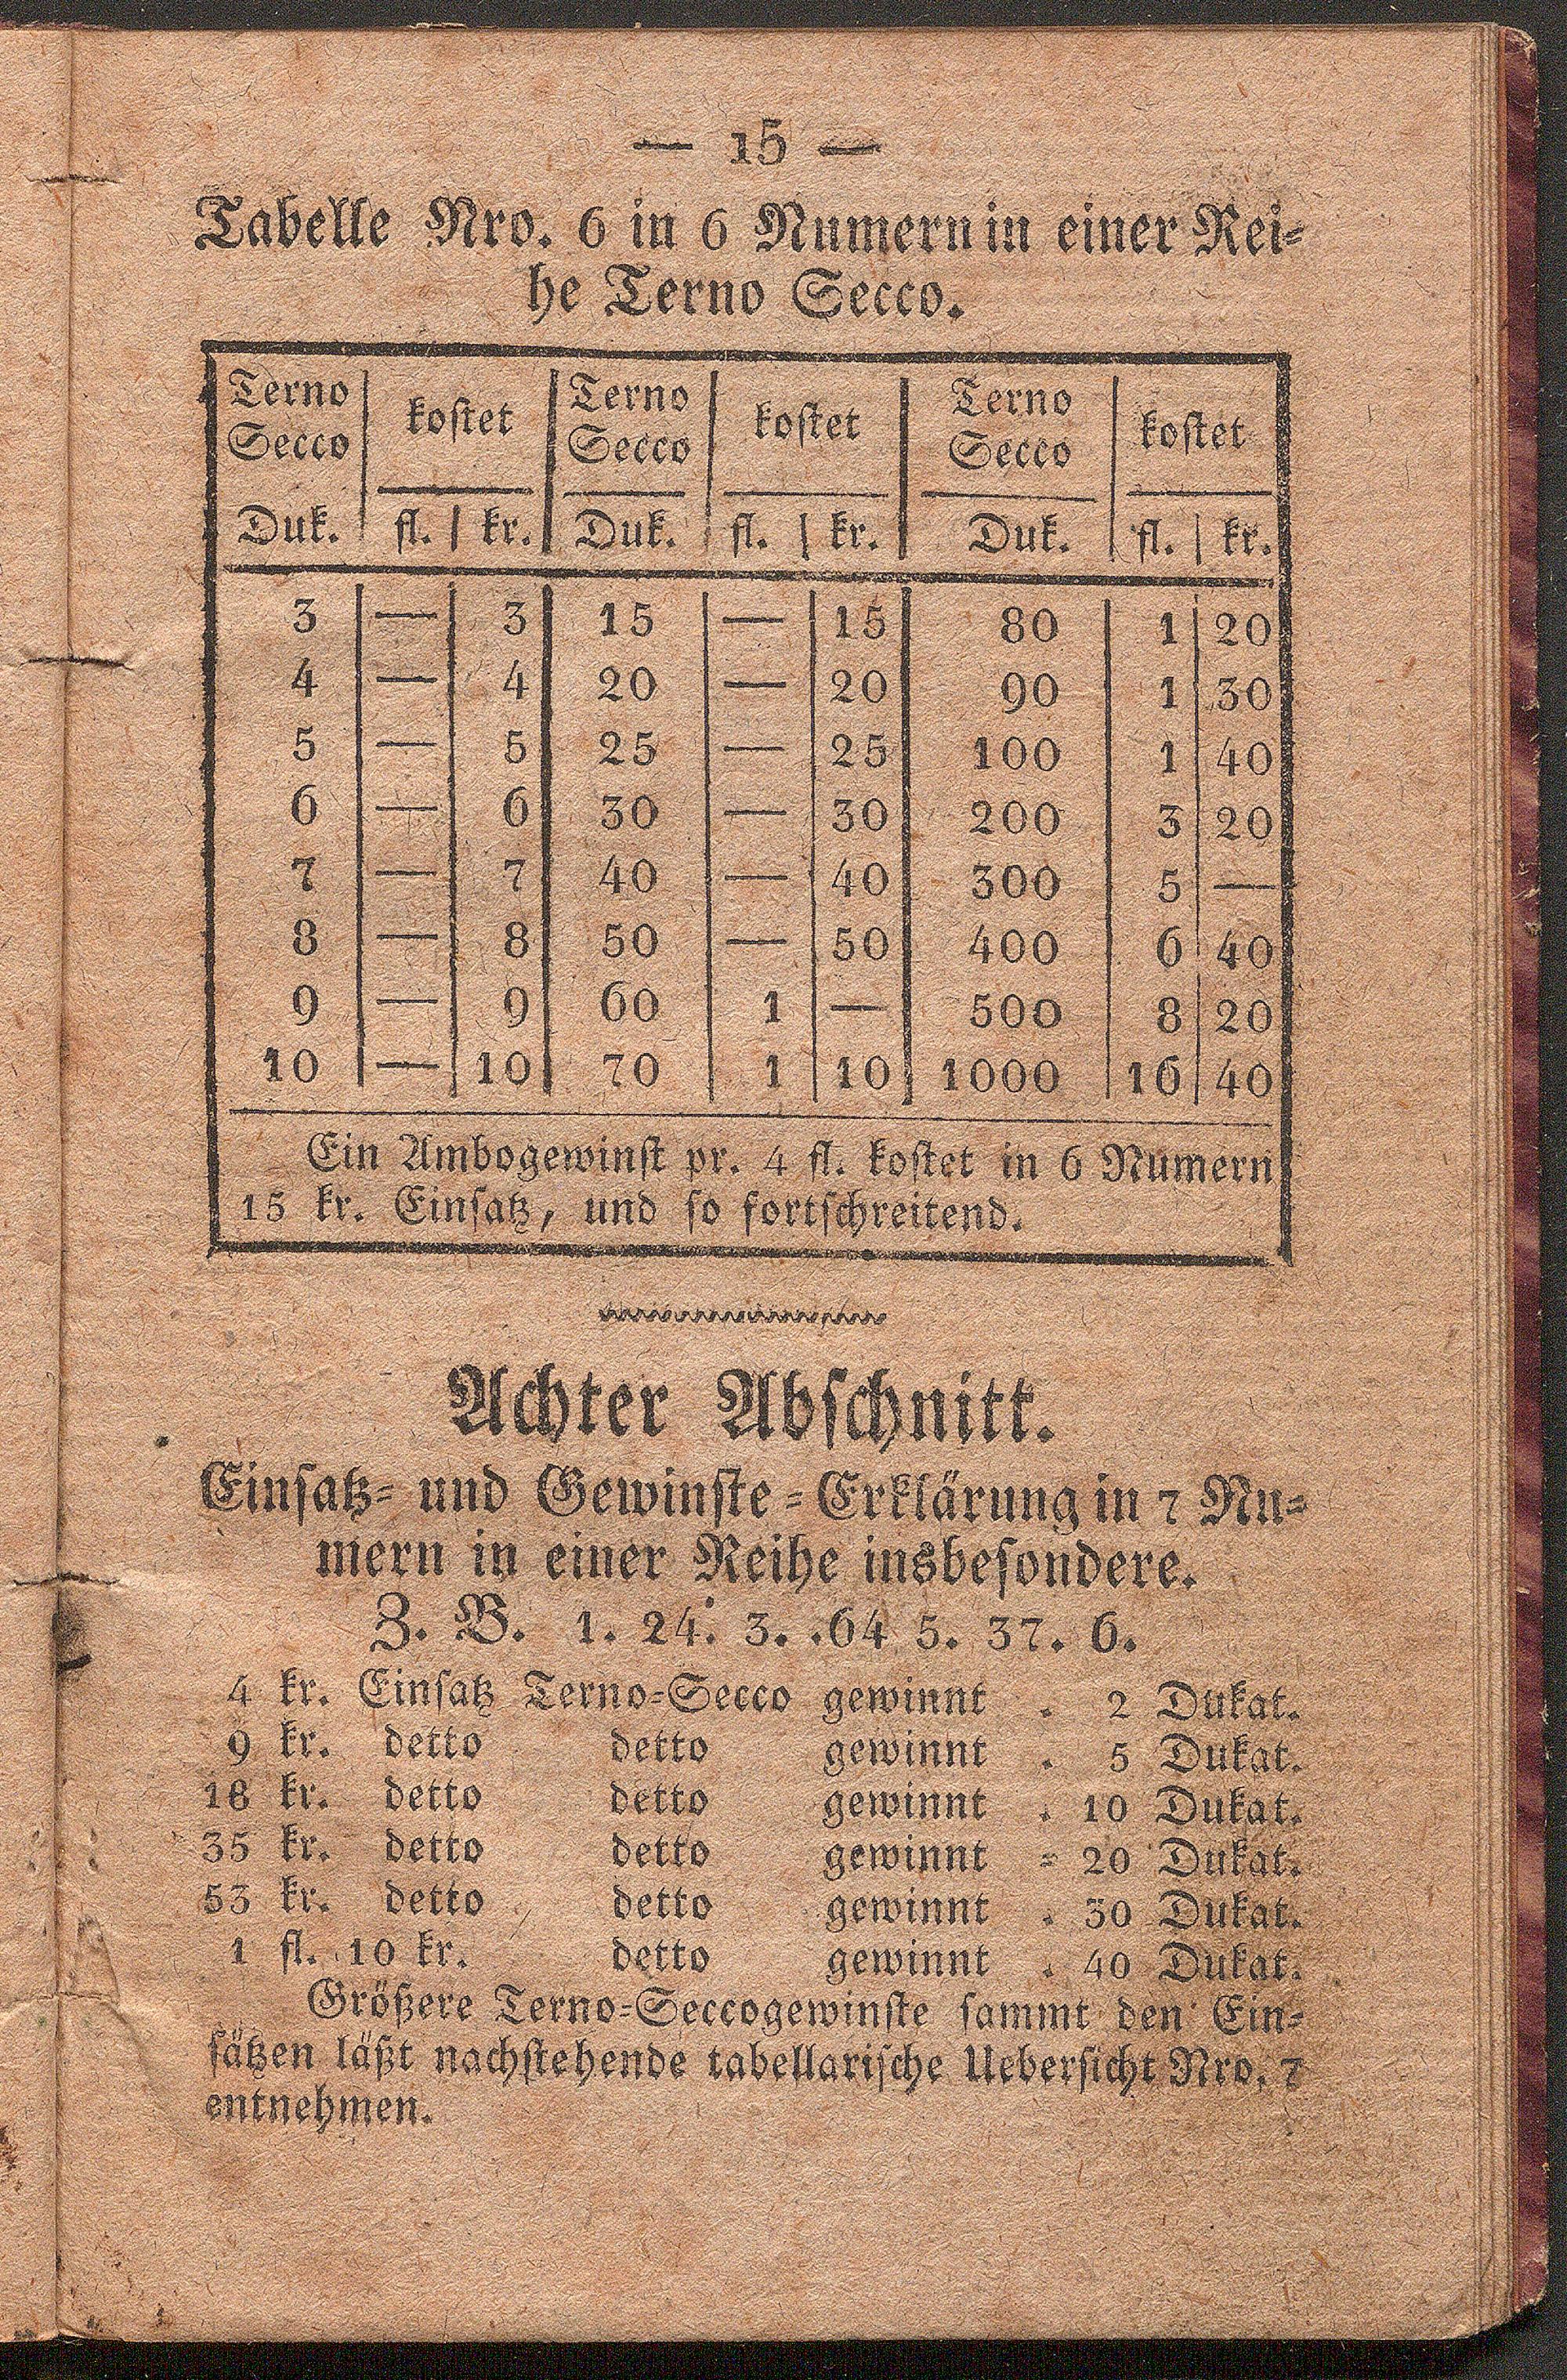 — 15 —
Tabelle Nro. 6 in 6 Numern in einer Rei-
he Terno Secco.
Terno Secco | kostet | Terno Secco | kostet | Terno Secco | kostet
Duk. | fl. | kr. | Duk. | fl. | kr. | Duk. | fl. | kr.
3 | — | 3 | 15 | — | 15 | 80 | 1 | 20
4 | — | 4 | 20 | — | 20 | 90 | 1 | 30
5 | — | 5 | 25 | — | 25 | 100 | 1 | 40
6 | — | 6 | 30 | — | 30 | 200 | 3 | 20
7 | — | 7 | 40 | — | 40 | 300 | 5 | —
8 | — | 8 | 50 | — | 50 | 400 | 6 | 40
9 | — | 9 | 60 | 1 | — | 500 | 8 | 20
10 | — | 10 | 70 | 1 | 10 | 1000 | 16 | 40
Ein Ambogewinst pr. 4 fl. kostet in 6 Numern
15 kr. Einsatz, und so fortschreitend.
Achter Abschnitt.
Einsatz- und Gewinste-Erklärung in 7 Nu-
mern in einer Reihe insbesondere.
Z. B. 1. 24. 3. .64 5. 37. 6.
4 kr. Einsatz Terno-Secco gewinnt . 2 Dukat.
9 kr. detto detto gewinnt . 5 Dukat.
18 kr. detto detto gewinnt . 10 Dukat.
35 kr. detto detto gewinnt = 20 Dukat.
53 kr. detto detto gewinnt . 30 Dukat.
1 fl. 10 kr. detto gewinnt . 40 Dukat.
Größere Terno-Seccogewinste sammt den Ein-
sätzen läßt nachstehende tabellarische Uebersicht Nro. 7
entnehmen.